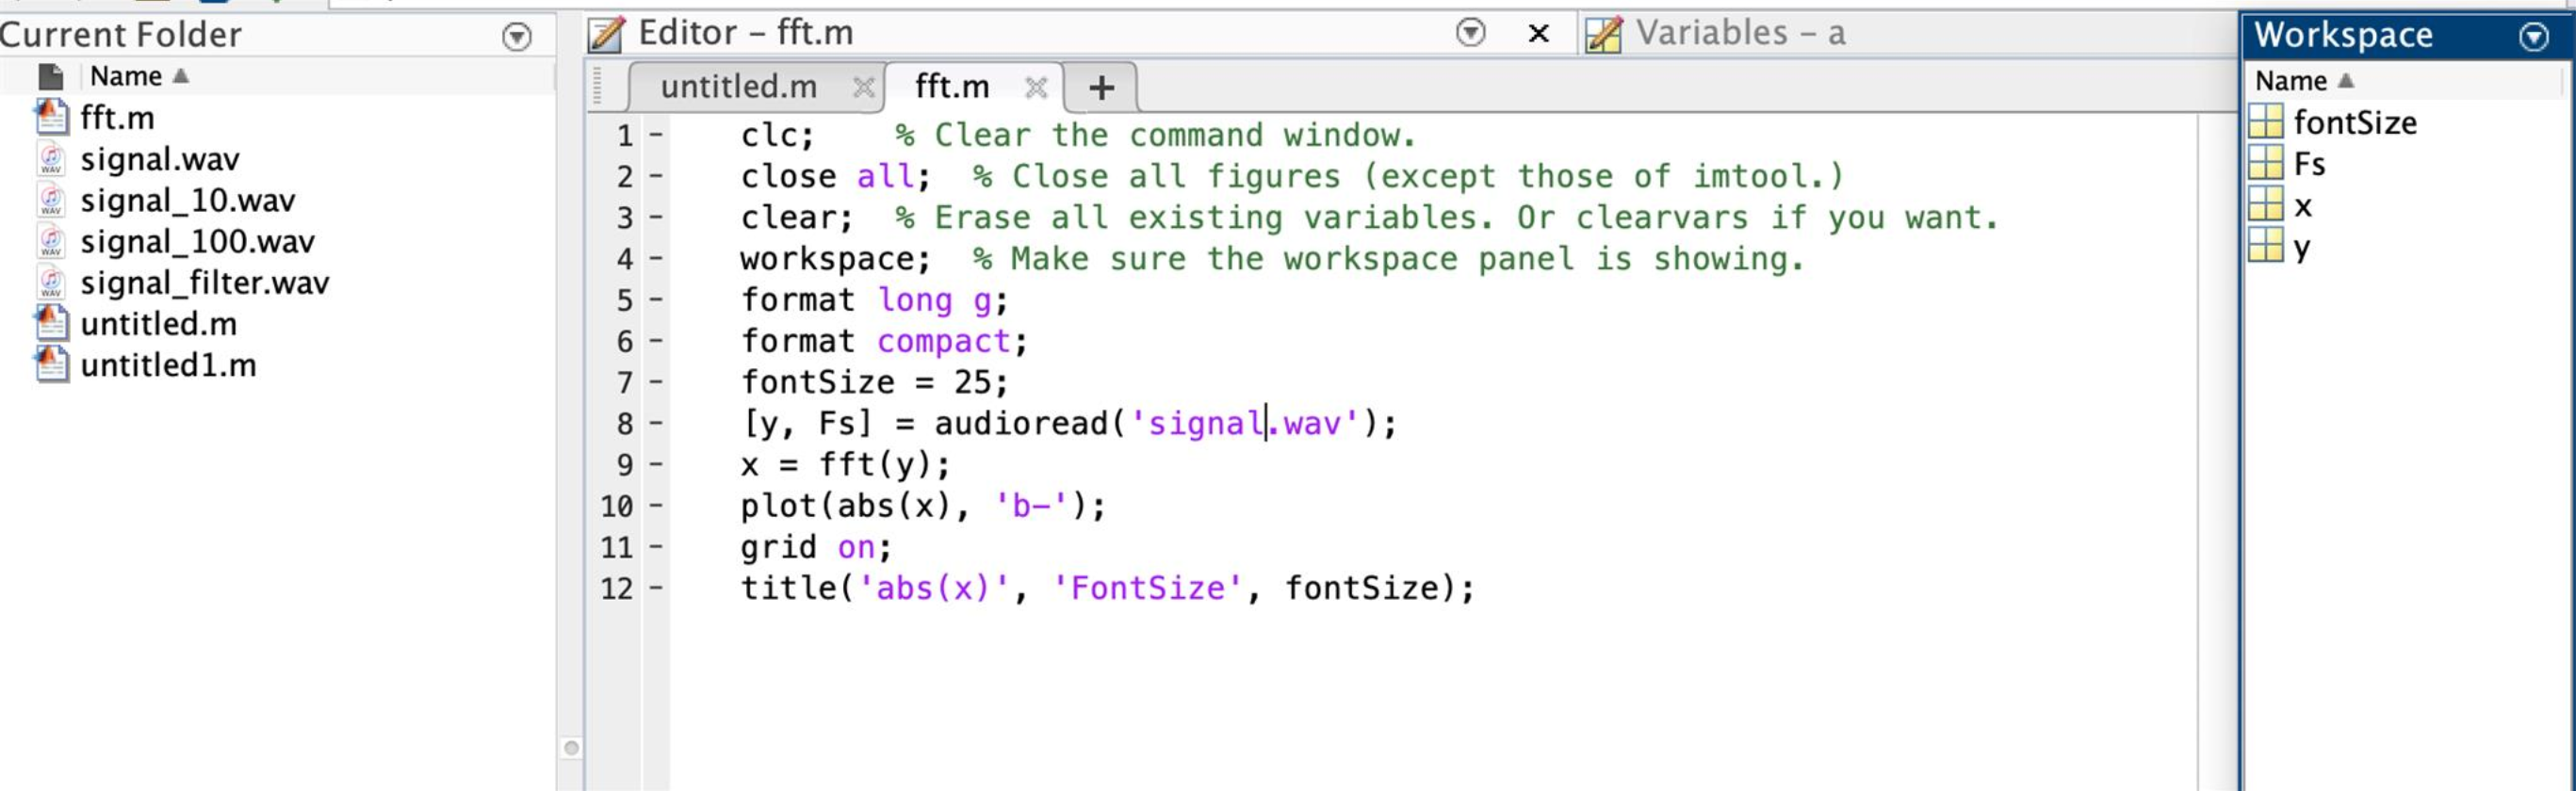 Current Folder
Name
fft.m
signal.wav
signal_10.wav
signal_100.wav
signal_filter.wav
untitled.m
untitled1.m
Editor – fft.m
Variables – a
untitled.m
fft.m
1 – clc;     % Clear the command window.
2 – close all;  % Close all figures (except those of imtool.)
3 – clear;  % Erase all existing variables. Or clearvars if you want.
4 – workspace;  % Make sure the workspace panel is showing.
5 – format long g;
6 – format compact;
7 – fontSize = 25;
8 – [y, Fs] = audioread('signal.wav');
9 – x = fft(y);
10 – plot(abs(x), 'b-');
11 – grid on;
12 – title('abs(x)', 'FontSize', fontSize);
Workspace
Name
fontSize
Fs
x
y